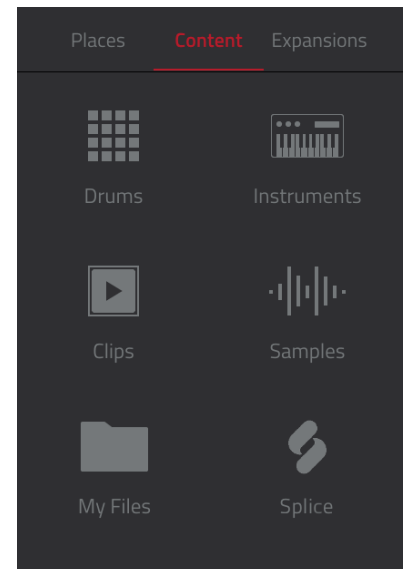 Places Content Expansions
Drums Instruments
Clips Samples
My Files Splice